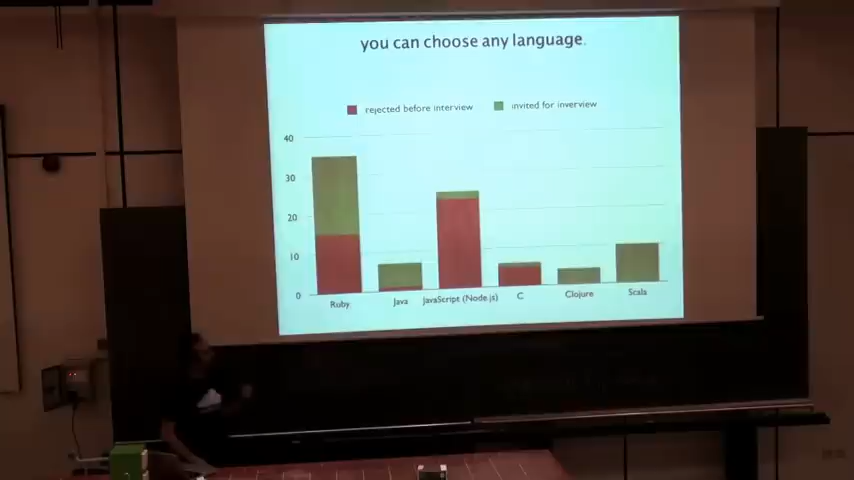 you can choose any language.
rejected before interview
invited for inverview
40
30
20
10
0
Ruby
Java
JavaScript (Node.js)
C
Clojure
Scala